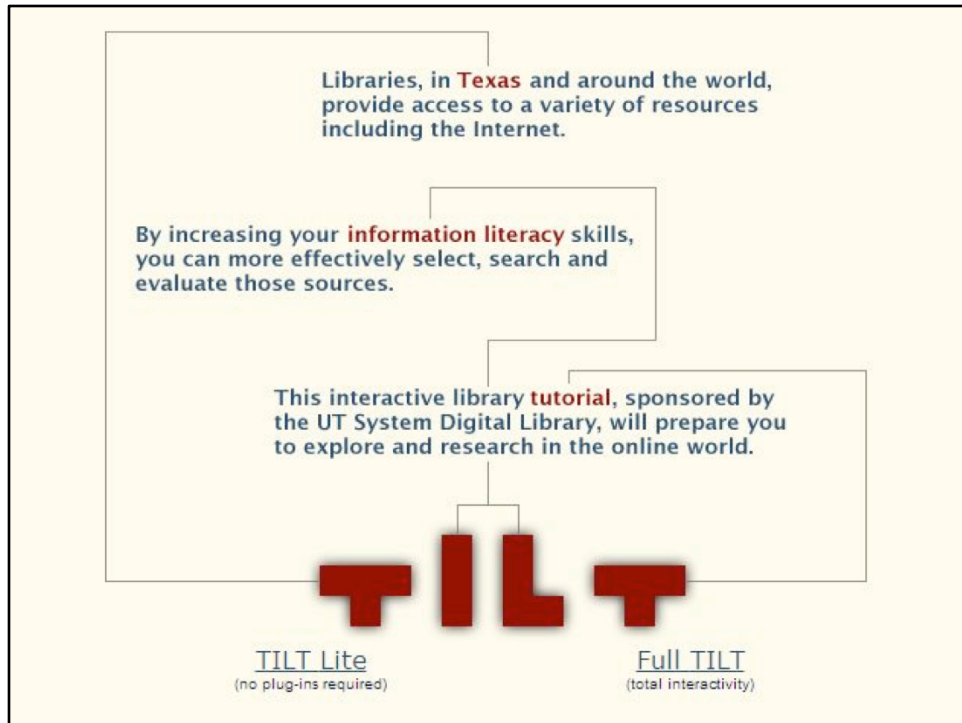 Libraries, in Texas and around the world,
provide access to a variety of resources
including the Internet.
By increasing your information literacy skills,
you can more effectively select, search and
evaluate those sources.
This interactive library tutorial, sponsored by
the UT System Digital Library, will prepare you
to explore and research in the online world.
TILT
TILT Lite
(no plug-ins required)
Full TILT
(total interactivity)